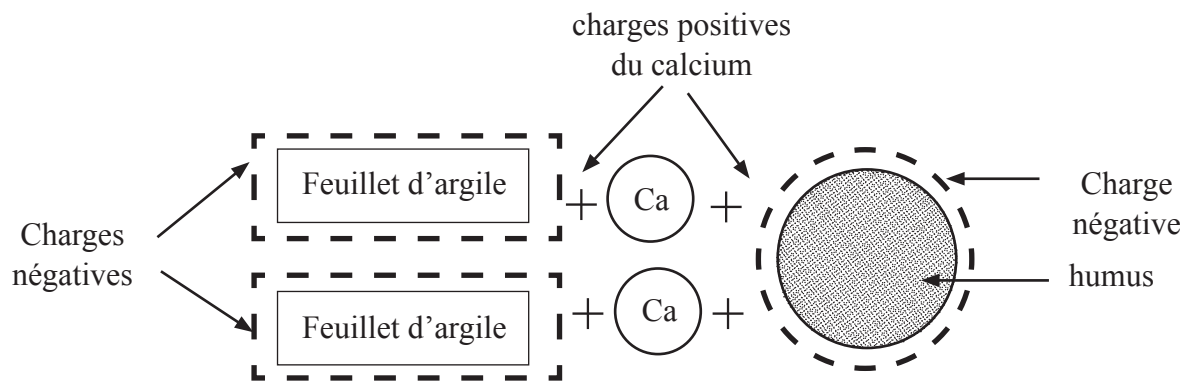 charges positives
du calcium
Feuillet d’argile
+ Ca +
Charges
négatives
Charge
négative
humus
Feuillet d’argile
+ Ca +